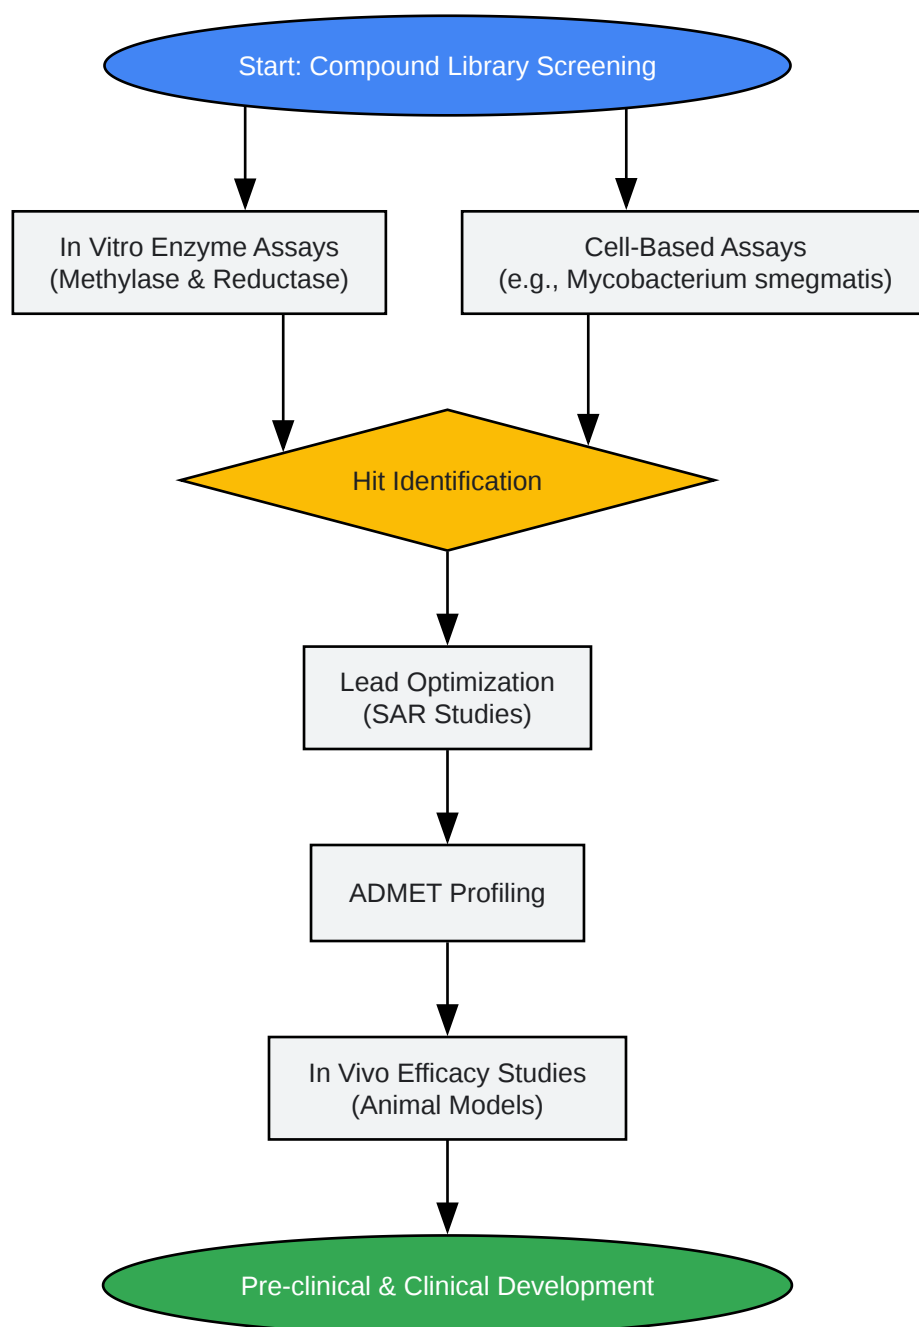 Start: Compound Library Screening
In Vitro Enzyme Assays
(Methylase & Reductase)
Cell-Based Assays
(e.g., Mycobacterium smegmatis)
Hit Identification
Lead Optimization
(SAR Studies)
ADMET Profiling
In Vivo Efficacy Studies
(Animal Models)
Pre-clinical & Clinical Development